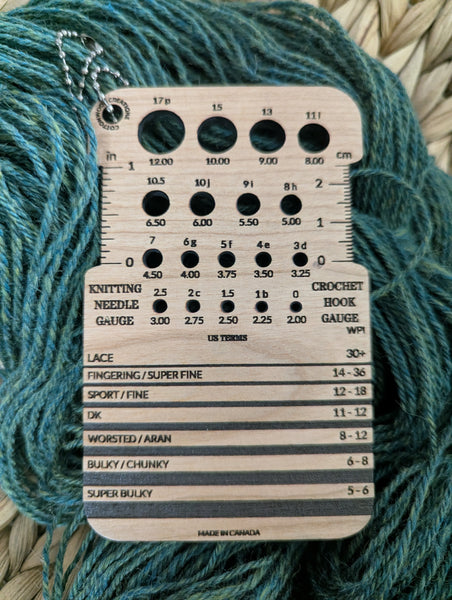 COTTONWOOD CREATIONS
17p 15 13 11l
12.00 10.00 9.00 8.00
in cm
1 2
10.5 10j 9i 8h
6.50 6.00 5.50 5.00
1
7 6g 5f 4e 3d
0 0
4.50 4.00 3.75 3.50 3.25
KNITTING 2.5 2c 1.5 1b 0 CROCHET
NEEDLE HOOK
GAUGE 3.00 2.75 2.50 2.25 2.00 GAUGE
WPI
US TERMS
LACE 30+
FINGERING / SUPER FINE 14 - 36
SPORT / FINE 12 - 18
DK 11 - 12
WORSTED / ARAN 8 - 12
BULKY / CHUNKY 6 - 8
SUPER BULKY 5 - 6
MADE IN CANADA